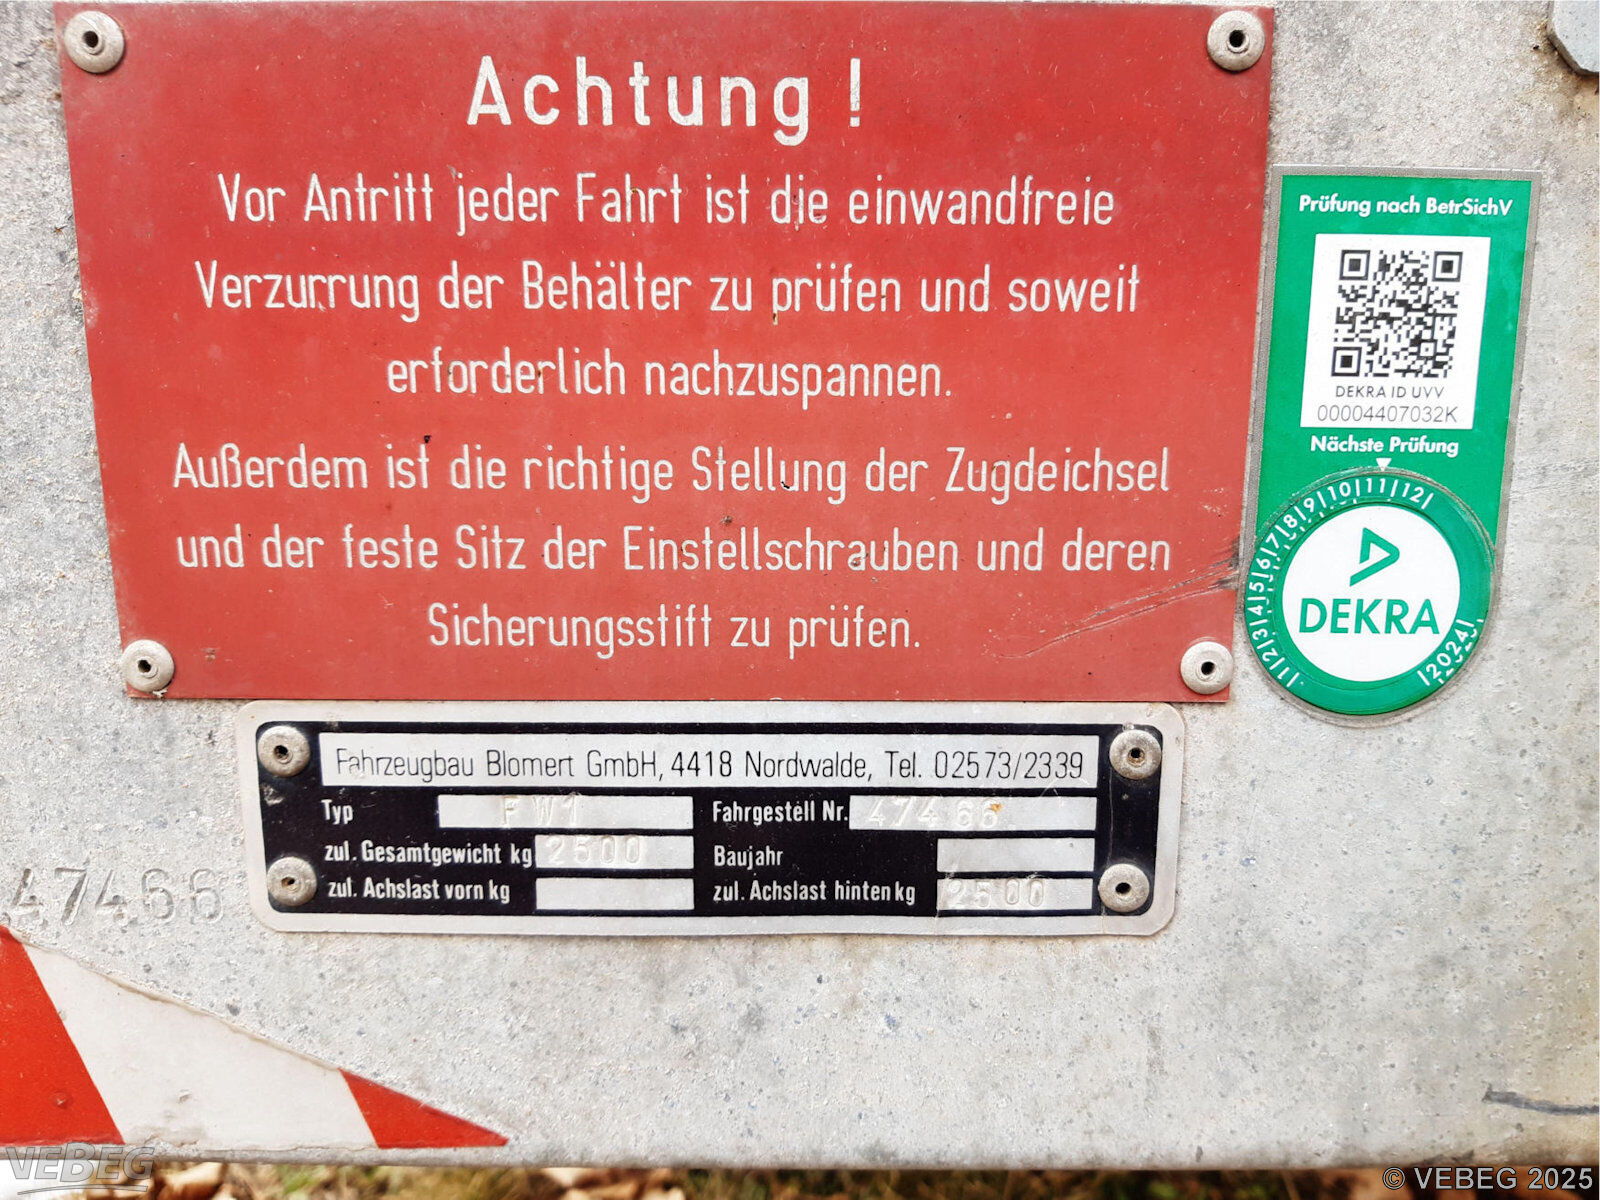 Achtung !
Vor Antritt jeder Fahrt ist die einwandfreie
Verzurrung der Behälter zu prüfen und soweit
erforderlich nachzuspannen.
Außerdem ist die richtige Stellung der Zugdeichsel
und der feste Sitz der Einstellschrauben und deren
Sicherungsstift zu prüfen.
Prüfung nach BetrSichV
DEKRA ID UVV
00004407032K
Nächste Prüfung
1|2|3|4|5|6|7|8|9|10|11|12|
DEKRA
|2024|
Fahrzeugbau Blomert GmbH, 4418 Nordwalde, Tel. 02573/2339
Typ FW1 Fahrgestell Nr. 47466
zul. Gesamtgewicht kg 2500 Baujahr
zul. Achslast vorn kg zul. Achslast hinten kg 2500
47466
VEBEG
© VEBEG 2025